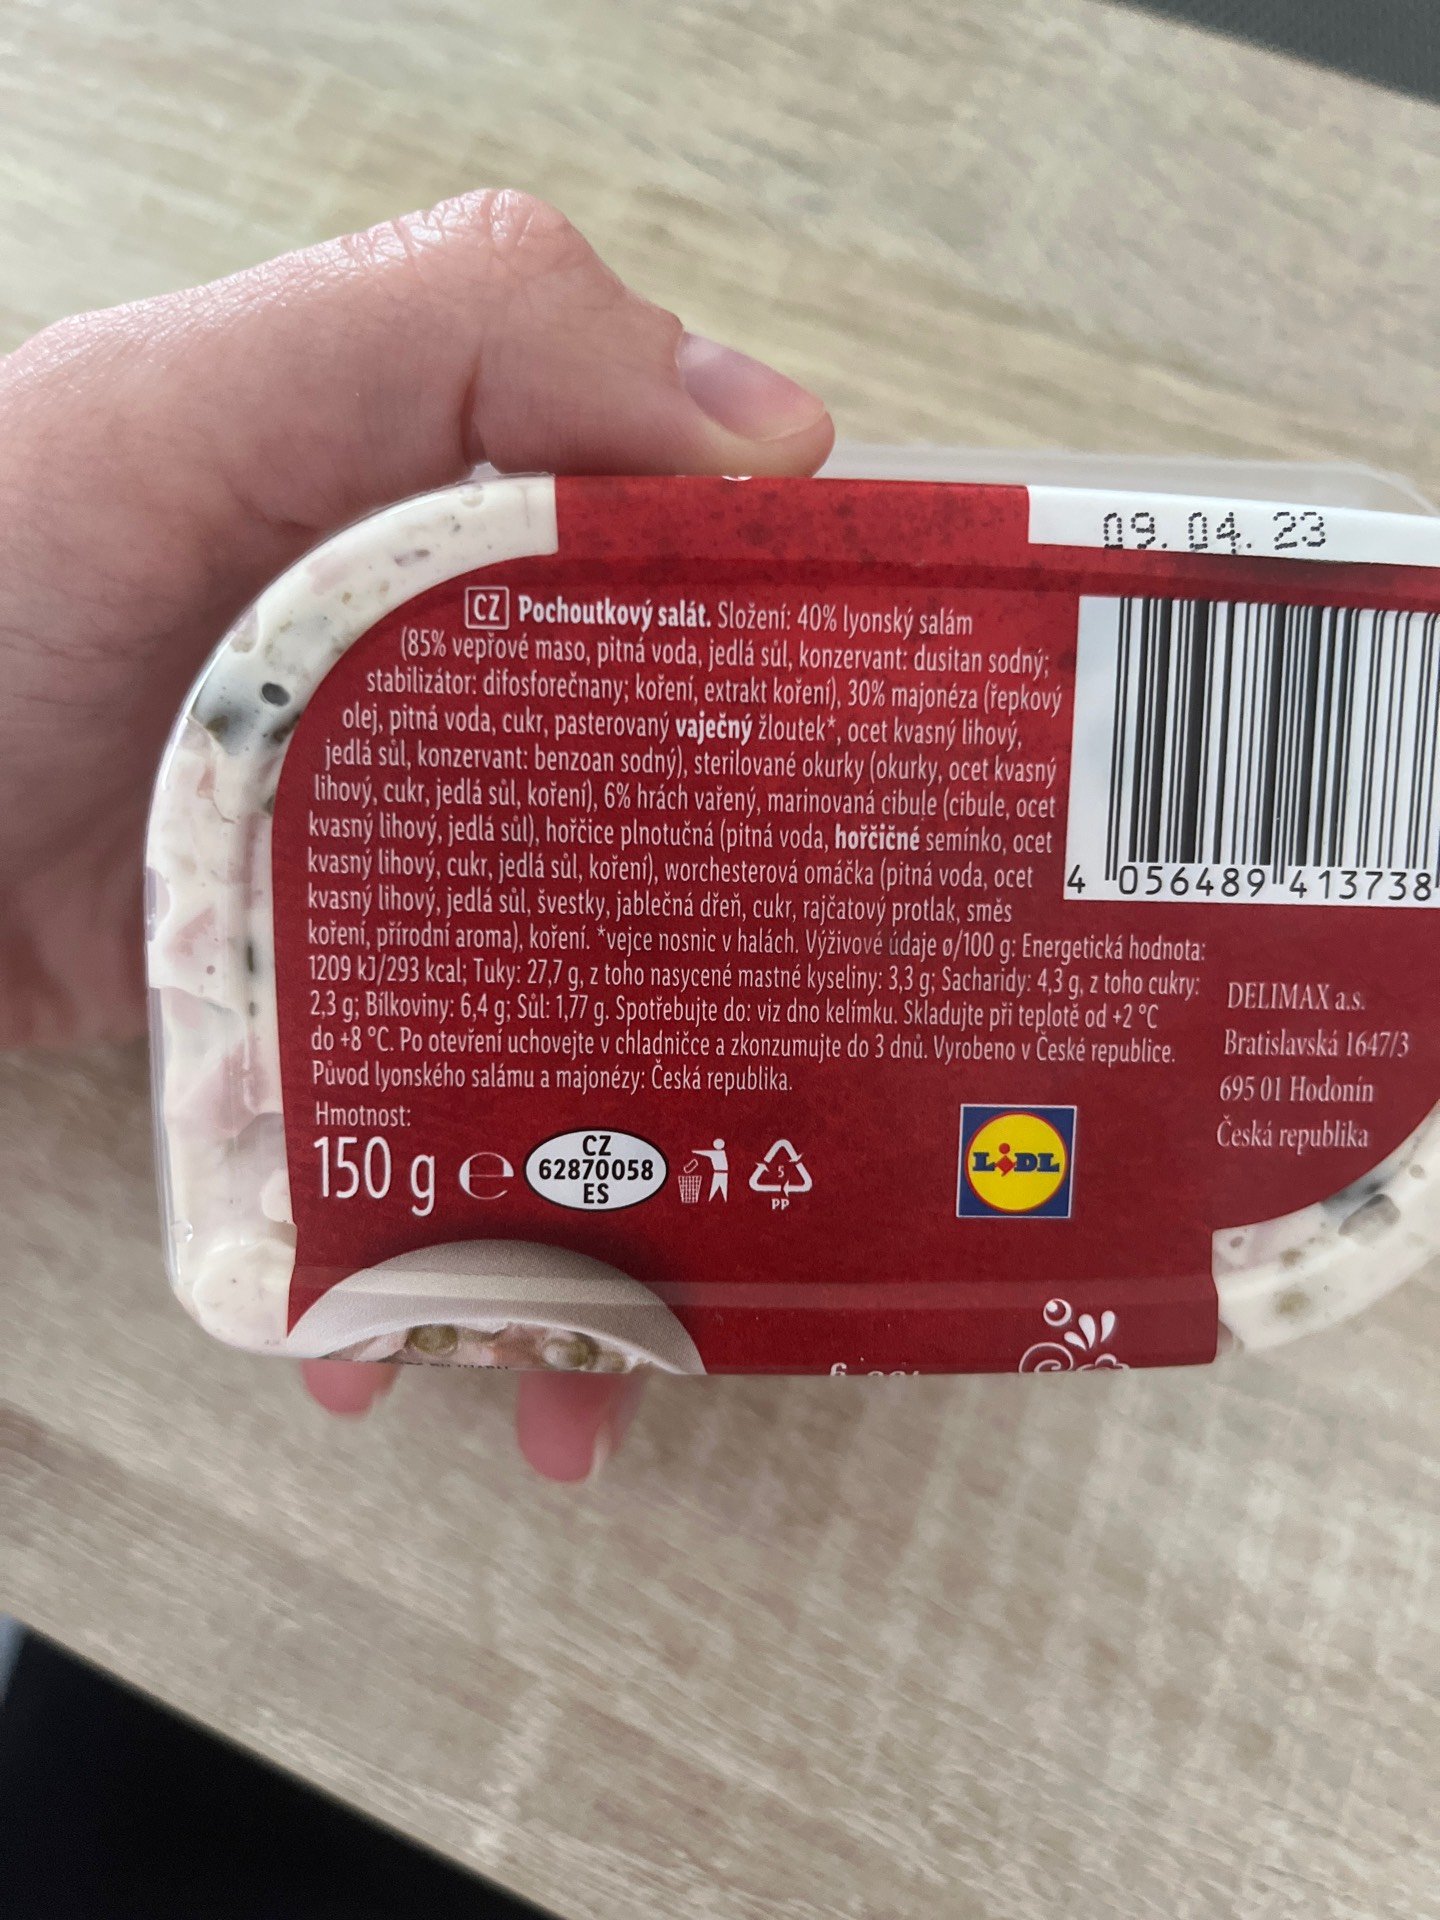 09. 04. 23
CZ Pochoutkový salát. Složení: 40% lyonský salám
(85% vepřové maso, pitná voda, jedlá sůl, konzervant: dusitan sodný;
stabilizátor: difosforečnany; koření, extrakt koření), 30% majonéza (řepkový
olej, pitná voda, cukr, pasterovaný vaječný žloutek*, ocet kvasný lihový,
jedlá sůl, konzervant: benzoan sodný), sterilované okurky (okurky, ocet kvasný
lihový, cukr, jedlá sůl, koření), 6% hrách vařený, marinovaná cibule (cibule, ocet
kvasný lihový, jedlá sůl), hořčice plnotučná (pitná voda, hořčičné semínko, ocet
kvasný lihový, cukr, jedlá sůl, koření), worchesterová omáčka (pitná voda, ocet
kvasný lihový, jedlá sůl, švestky, jablečná dřeň, cukr, rajčatový protlak, směs
koření, přírodní aroma), koření. *vejce nosnic v halách. Výživové údaje ø/100 g: Energetická hodnota:
1209 kJ/293 kcal; Tuky: 27,7 g, z toho nasycené mastné kyseliny: 3,3 g; Sacharidy: 4,3 g, z toho cukry:
2,3 g; Bílkoviny: 6,4 g; Sůl: 1,77 g. Spotřebujte do: viz dno kelímku. Skladujte při teplotě od +2 °C
do +8 °C. Po otevření uchovejte v chladničce a zkonzumujte do 3 dnů. Vyrobeno v České republice.
Původ lyonského salámu a majonézy: Česká republika.
Hmotnost:
150 g e
CZ
62870058
ES
5
PP
LIDL
4 056489 413738
DELIMAX a.s.
Bratislavská 1647/3
695 01 Hodonín
Česká republika